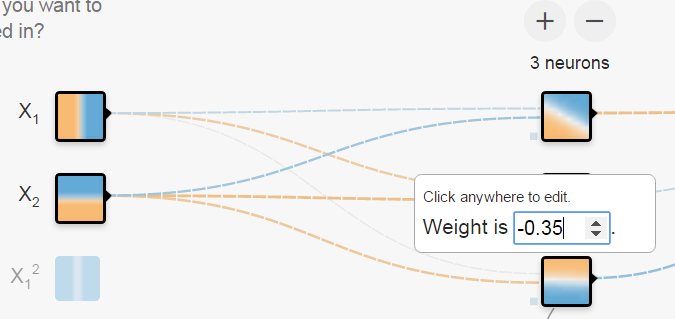 you want to
ed in?
+ −
3 neurons
X₁
X₂
Click anywhere to edit.
Weight is -0.35.
X₁²